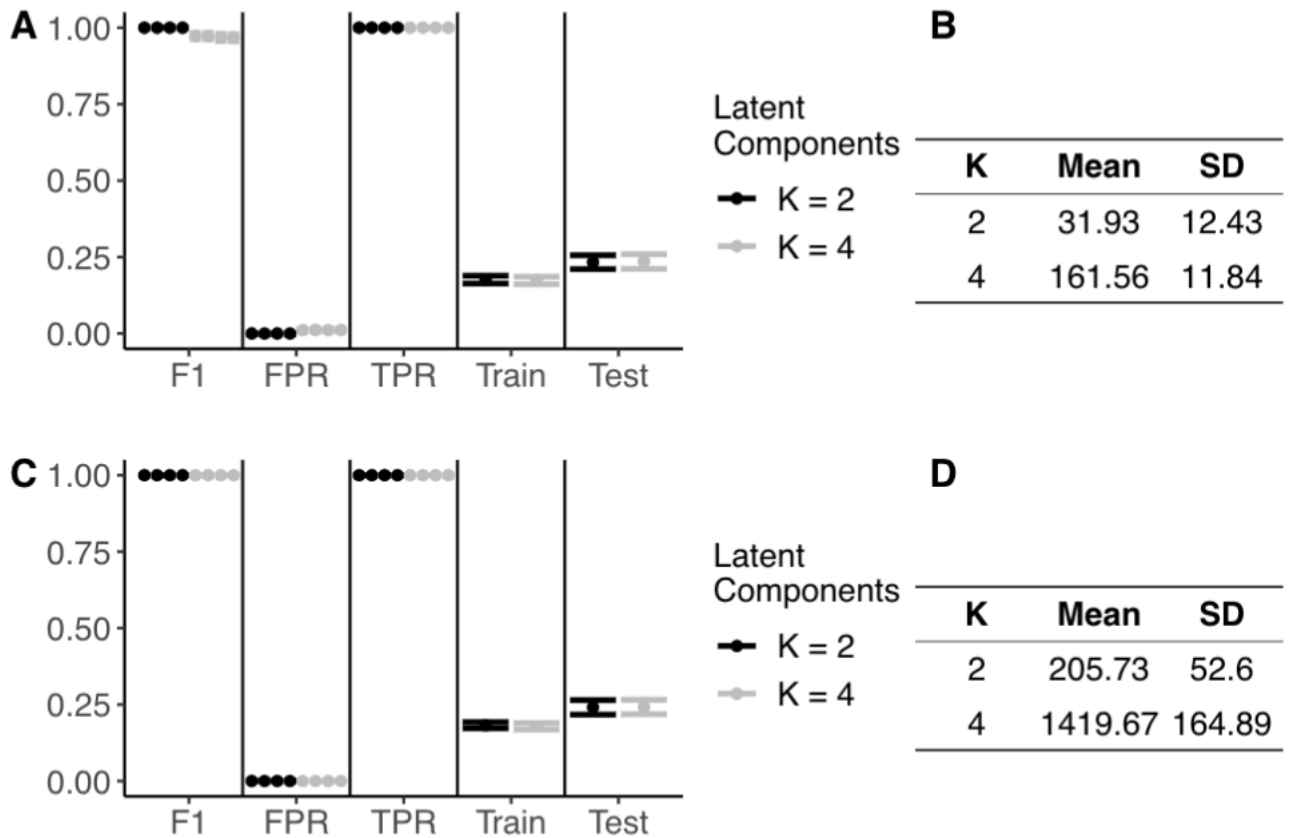 A
1.00
0.75
0.50
0.25
0.00
F1 FPR TPR Train Test
Latent
Components
K = 2
K = 4
B
K Mean SD
2 31.93 12.43
4 161.56 11.84
C
1.00
0.75
0.50
0.25
0.00
F1 FPR TPR Train Test
Latent
Components
K = 2
K = 4
D
K Mean SD
2 205.73 52.6
4 1419.67 164.89